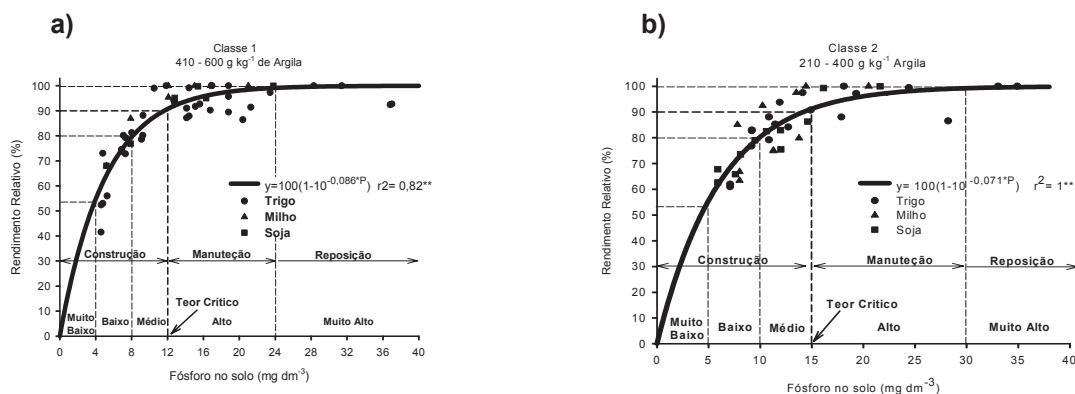 a)
Classe 1
410 - 600 g kg-1 de Argila
Rendimento Relativo (%)
100
90
80
70
60
50
40
30
20
10
0
y=100(1-10-0,086*P) r2= 0,82**
Trigo
Milho
Soja
Construção
Manuteção
Reposição
Teor Crítico
Muito
Baixo
Baixo
Médio
Alto
Muito Alto
0 4 8 12 16 20 24 28 32 36 40
Fósforo no solo (mg dm-3)
b)
Classe 2
210 - 400 g kg-1 Argila
Rendimento Relativo (%)
100
90
80
70
60
50
40
30
20
10
0
y= 100(1-10-0,071*P) r2= 1**
Trigo
Milho
Soja
Construção
Manuteção
Reposição
Teor Critico
Muito
Baixo
Baixo
Médio
Alto
Muito Alto
0 5 10 15 20 25 30 35 40
Fósforo no solo (mg dm-3)